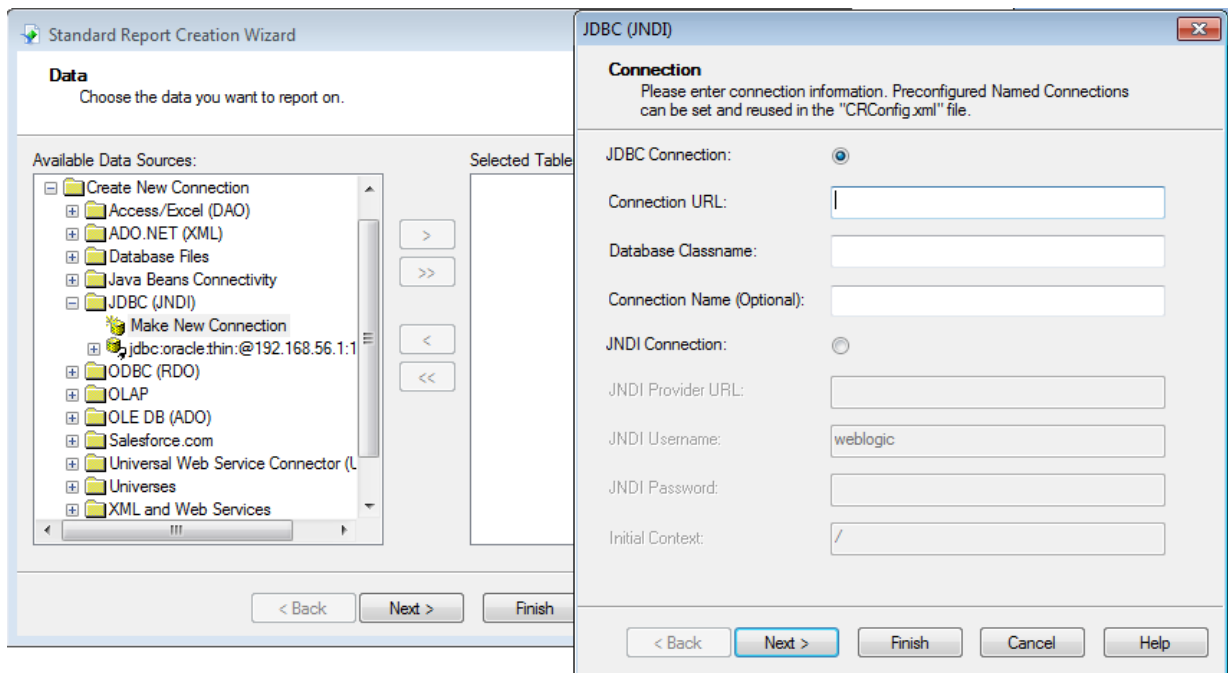 Standard Report Creation Wizard
Data
Choose the data you want to report on.
Available Data Sources:
Create New Connection
Access/Excel (DAO)
ADO.NET (XML)
Database Files
Java Beans Connectivity
JDBC (JNDI)
Make New Connection
jdbc:oracle:thin:@192.168.56.1:1
ODBC (RDO)
OLAP
OLE DB (ADO)
Salesforce.com
Universal Web Service Connector (U
Universes
XML and Web Services
>
>>
<
<<
Selected Table
< Back
Next >
Finish
JDBC (JNDI)
Connection
Please enter connection information. Preconfigured Named Connections
can be set and reused in the "CRConfig.xml" file.
JDBC Connection:
Connection URL:
Database Classname:
Connection Name (Optional):
JNDI Connection:
JNDI Provider URL:
JNDI Username: weblogic
JNDI Password:
Initial Context: /
< Back
Next >
Finish
Cancel
Help